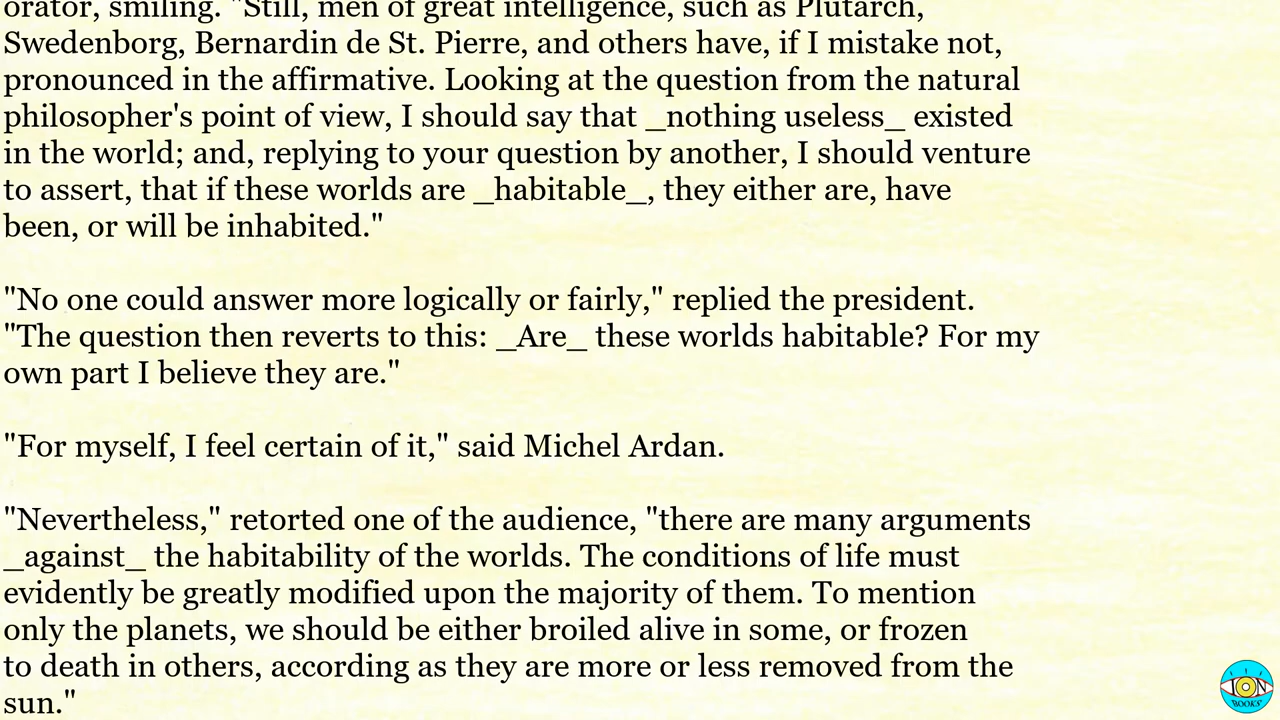 orator, smiling. "Still, men of great intelligence, such as Plutarch,
Swedenborg, Bernardin de St. Pierre, and others have, if I mistake not,
pronounced in the affirmative. Looking at the question from the natural
philosopher's point of view, I should say that _nothing useless_ existed
in the world; and, replying to your question by another, I should venture
to assert, that if these worlds are _habitable_, they either are, have
been, or will be inhabited."

"No one could answer more logically or fairly," replied the president.
"The question then reverts to this: _Are_ these worlds habitable? For my
own part I believe they are."

"For myself, I feel certain of it," said Michel Ardan.

"Nevertheless," retorted one of the audience, "there are many arguments
_against_ the habitability of the worlds. The conditions of life must
evidently be greatly modified upon the majority of them. To mention
only the planets, we should be either broiled alive in some, or frozen
to death in others, according as they are more or less removed from the
sun."
ION
BOOKS